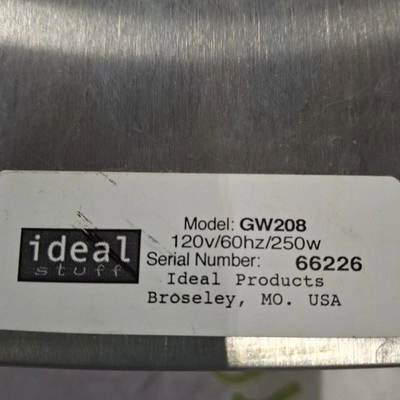 ideal
stuff
Model: GW208
120v/60hz/250w
Serial Number: 66226
Ideal Products
Broseley, MO. USA